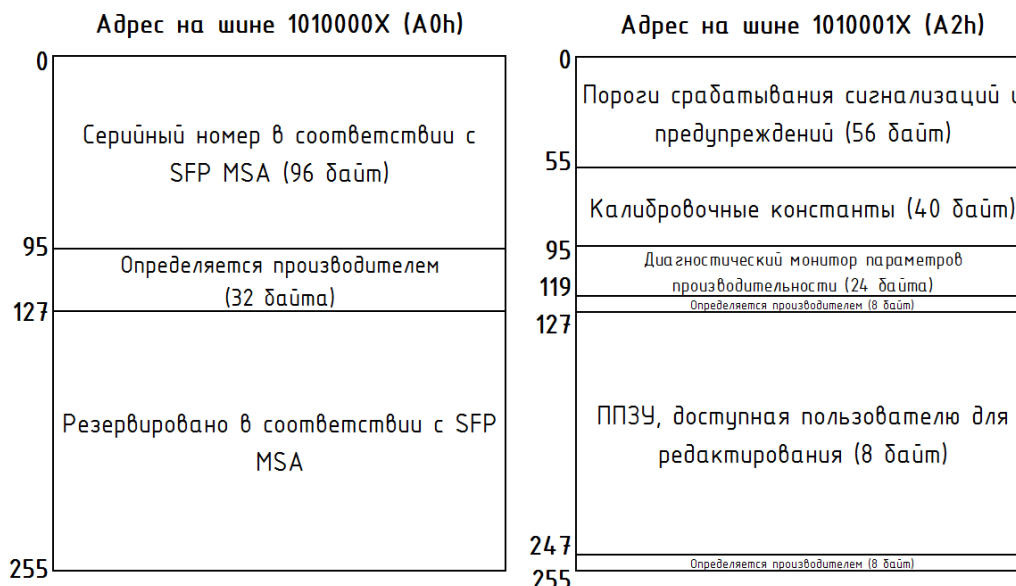 Адрес на шине 1010000X (A0h)
0
Серийный номер в соответствии с
SFP MSA (96 байт)
95
Определяется производителем
(32 байта)
127
Резервировано в соответствии с SFP
MSA
255
Адрес на шине 1010001X (A2h)
0
Пороги срабатывания сигнализаций и
предупреждений (56 байт)
55
Калибровочные константы (40 байт)
95
Диагностический монитор параметров
производительности (24 байта)
119
Определяется производителем (8 байт)
127
ППЗУ, доступная пользователю для
редактирования (8 байт)
247
Определяется производителем (8 байт)
255